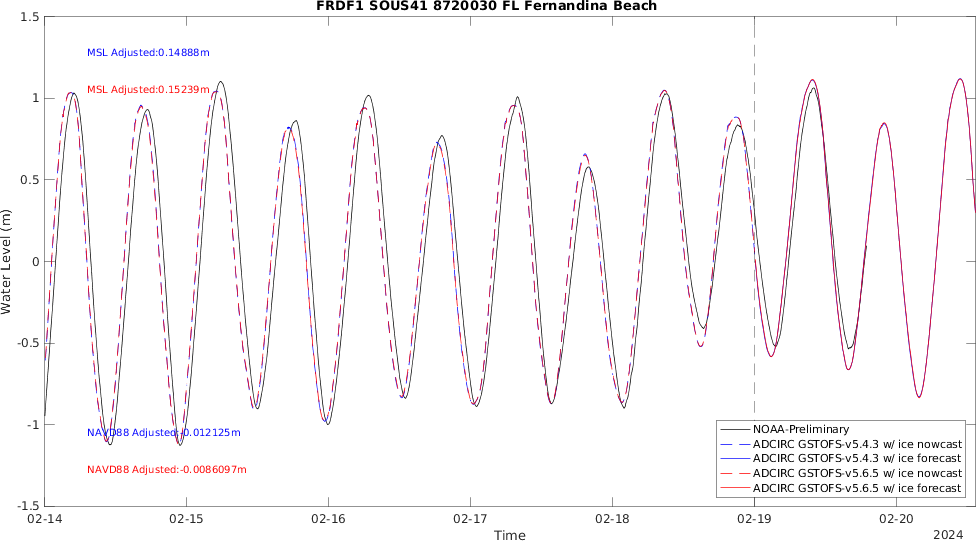 FRDF1 SOUS41 8720030 FL Fernandina Beach
1.5
MSL Adjusted:0.14888m
1
MSL Adjusted:0.15239m
0.5
Water Level (m)
0
-0.5
-1
NAVD88 Adjusted:-0.012125m
NAVD88 Adjusted:-0.0086097m
-1.5
NOAA-Preliminary
ADCIRC GSTOFS-v5.4.3 w/ ice nowcast
ADCIRC GSTOFS-v5.4.3 w/ ice forecast
ADCIRC GSTOFS-v5.6.5 w/ ice nowcast
ADCIRC GSTOFS-v5.6.5 w/ ice forecast
02-14 02-15 02-16 02-17 02-18 02-19 02-20
Time
2024